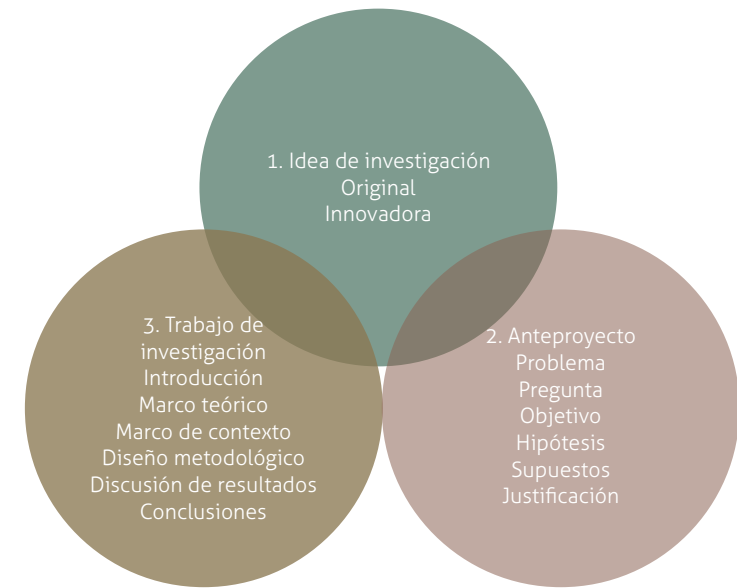 1. Idea de investigación
Original
Innovadora
2. Anteproyecto
Problema
Pregunta
Objetivo
Hipótesis
Supuestos
Justificación
3. Trabajo de
investigación
Introducción
Marco teórico
Marco de contexto
Diseño metodológico
Discusión de resultados
Conclusiones